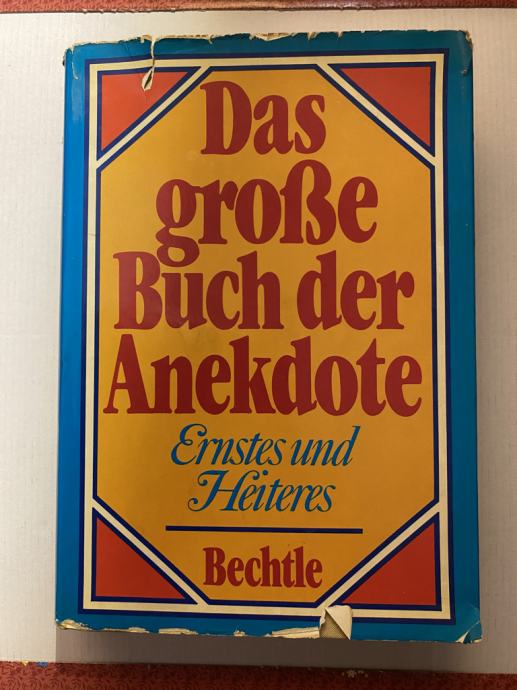 Das
große
Buch der
Anekdote
Ernstes und
Heiteres
Bechtle